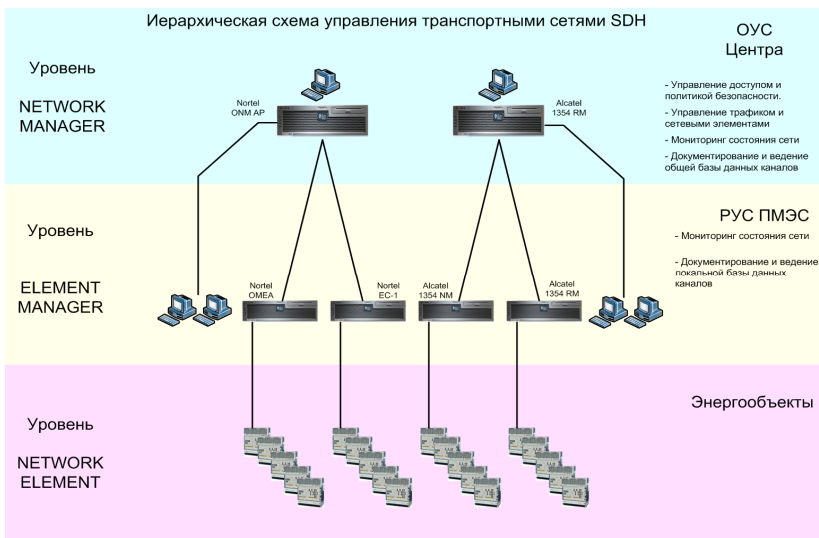 Иерархическая схема управления транспортными сетями SDH
ОУС
Центра
Уровень
NETWORK
MANAGER
Nortel
ONM AP
Alcatel
1354 RM
- Управление доступом и
политикой безопасности.
- Управление трафиком и
сетевыми элементами
- Мониторинг состояния сети
- Документирование и ведение
общей базы данных каналов
Уровень
ELEMENT
MANAGER
РУС ПМЭС
- Мониторинг состояния сети
- Документирование и ведение
локальной базы данных
каналов
Nortel
OMEA
Nortel
EC-1
Alcatel
1354 NM
Alcatel
1354 RM
Энергообъекты
Уровень
NETWORK
ELEMENT